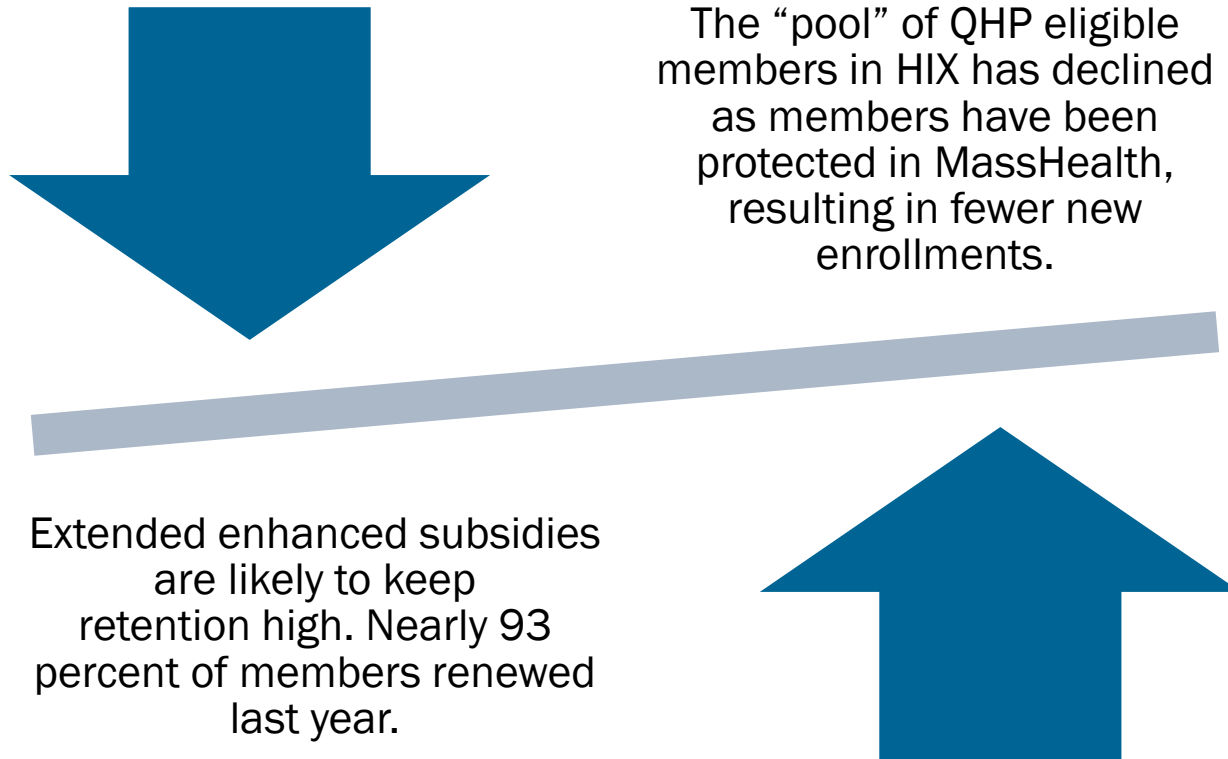 The “pool” of QHP eligible
members in HIX has declined
as members have been
protected in MassHealth,
resulting in fewer new
enrollments.
Extended enhanced subsidies
are likely to keep
retention high. Nearly 93
percent of members renewed
last year.